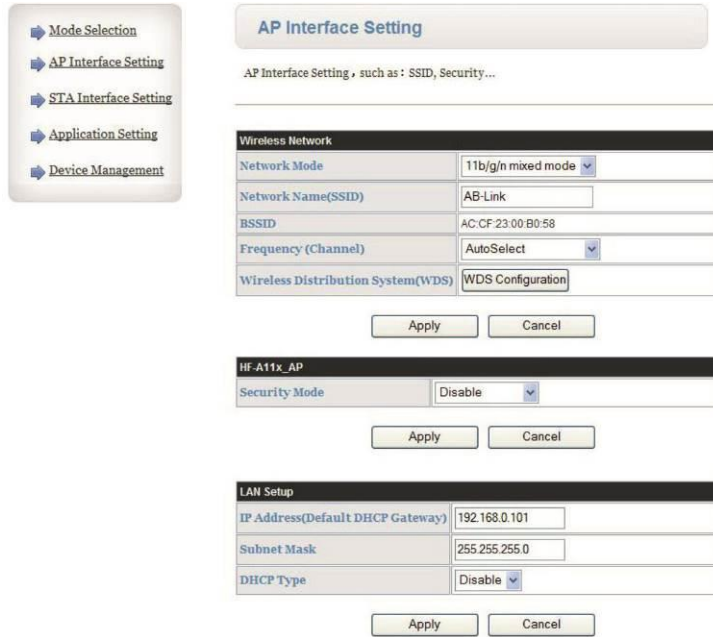 Mode Selection
AP Interface Setting
STA Interface Setting
Application Setting
Device Management
AP Interface Setting
AP Interface Setting, such as: SSID, Security...
Wireless Network
Network Mode 11b/g/n mixed mode
Network Name(SSID) AB-Link
BSSID AC:CF:23:00:B0:58
Frequency (Channel) AutoSelect
Wireless Distribution System(WDS) WDS Configuration
Apply Cancel
HF-A11x_AP
Security Mode Disable
Apply Cancel
LAN Setup
IP Address(Default DHCP Gateway) 192.168.0.101
Subnet Mask 255.255.255.0
DHCP Type Disable
Apply Cancel